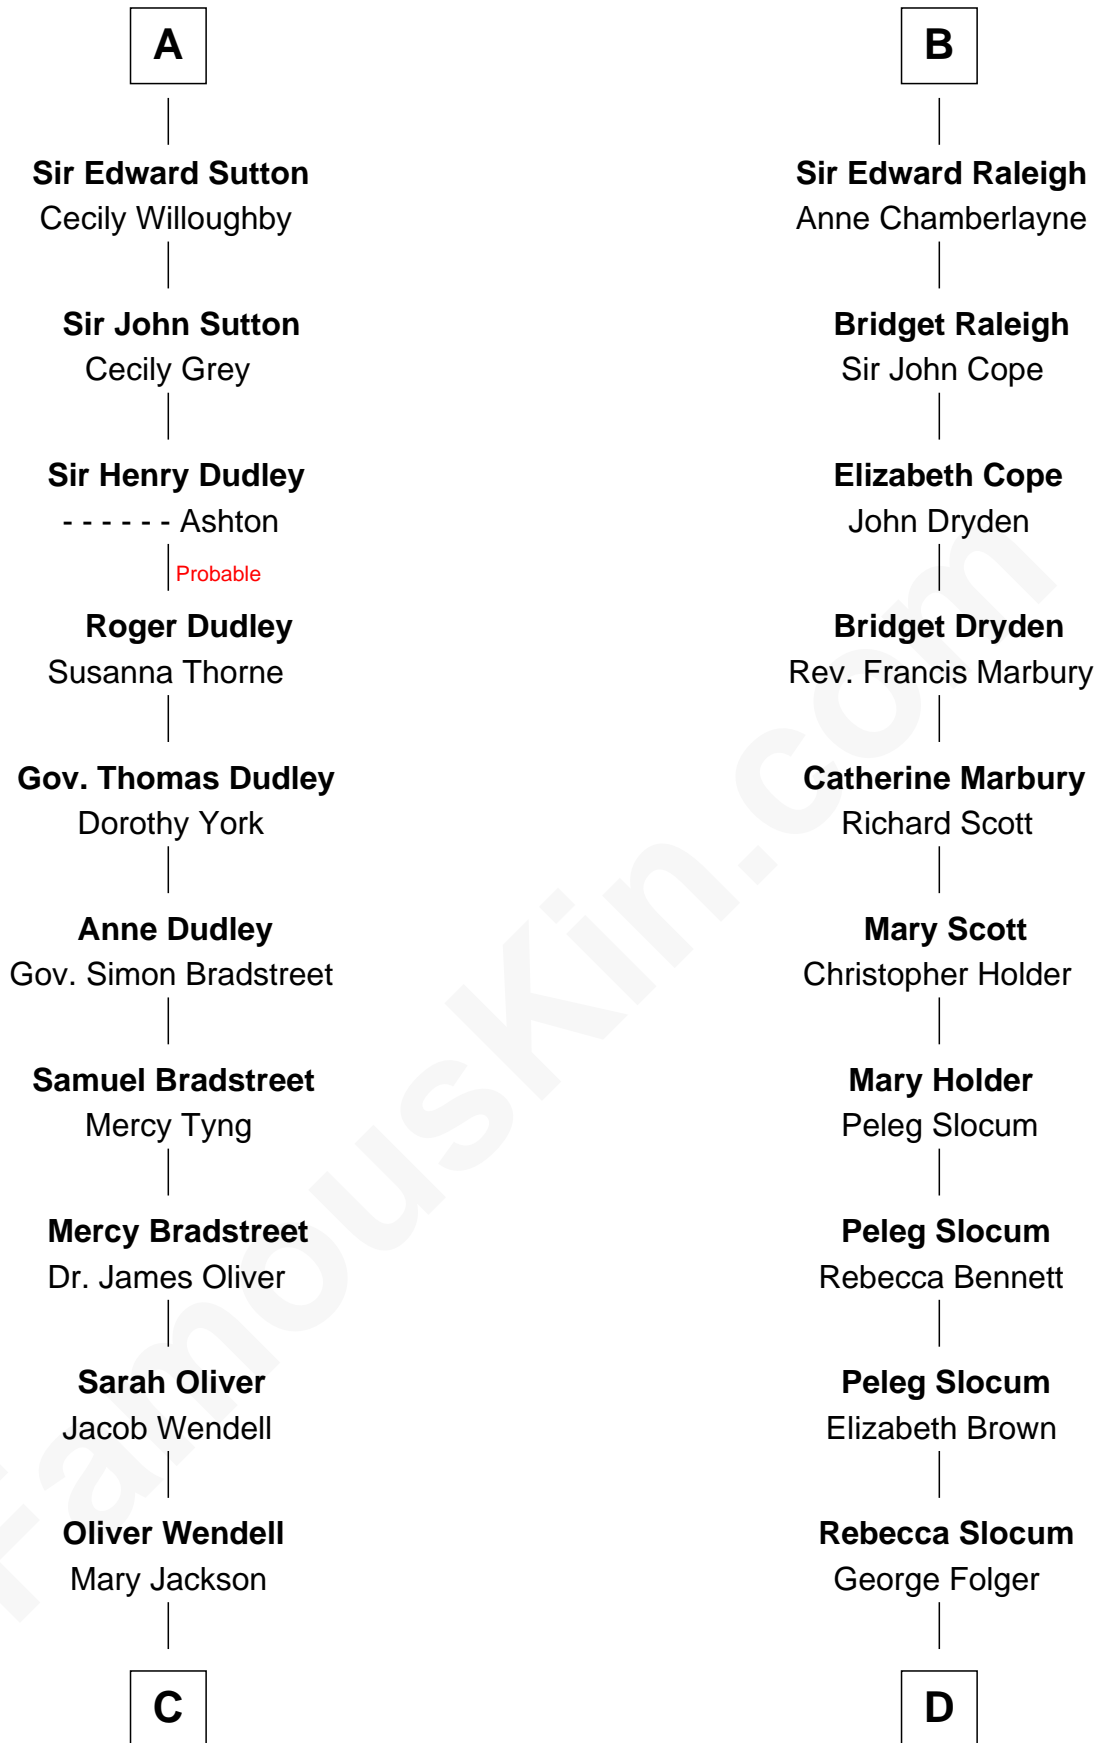 A
Sir Edward Sutton
Cecily Willoughby
Sir John Sutton
Cecily Grey
Sir Henry Dudley
- - - - - - Ashton
Probable
Roger Dudley
Susanna Thorne
Gov. Thomas Dudley
Dorothy York
Anne Dudley
Gov. Simon Bradstreet
Samuel Bradstreet
Mercy Tyng
Mercy Bradstreet
Dr. James Oliver
Sarah Oliver
Jacob Wendell
Oliver Wendell
Mary Jackson
C
B
Sir Edward Raleigh
Anne Chamberlayne
Bridget Raleigh
Sir John Cope
Elizabeth Cope
John Dryden
Bridget Dryden
Rev. Francis Marbury
Catherine Marbury
Richard Scott
Mary Scott
Christopher Holder
Mary Holder
Peleg Slocum
Peleg Slocum
Rebecca Bennett
Peleg Slocum
Elizabeth Brown
Rebecca Slocum
George Folger
D
FamousKin.com